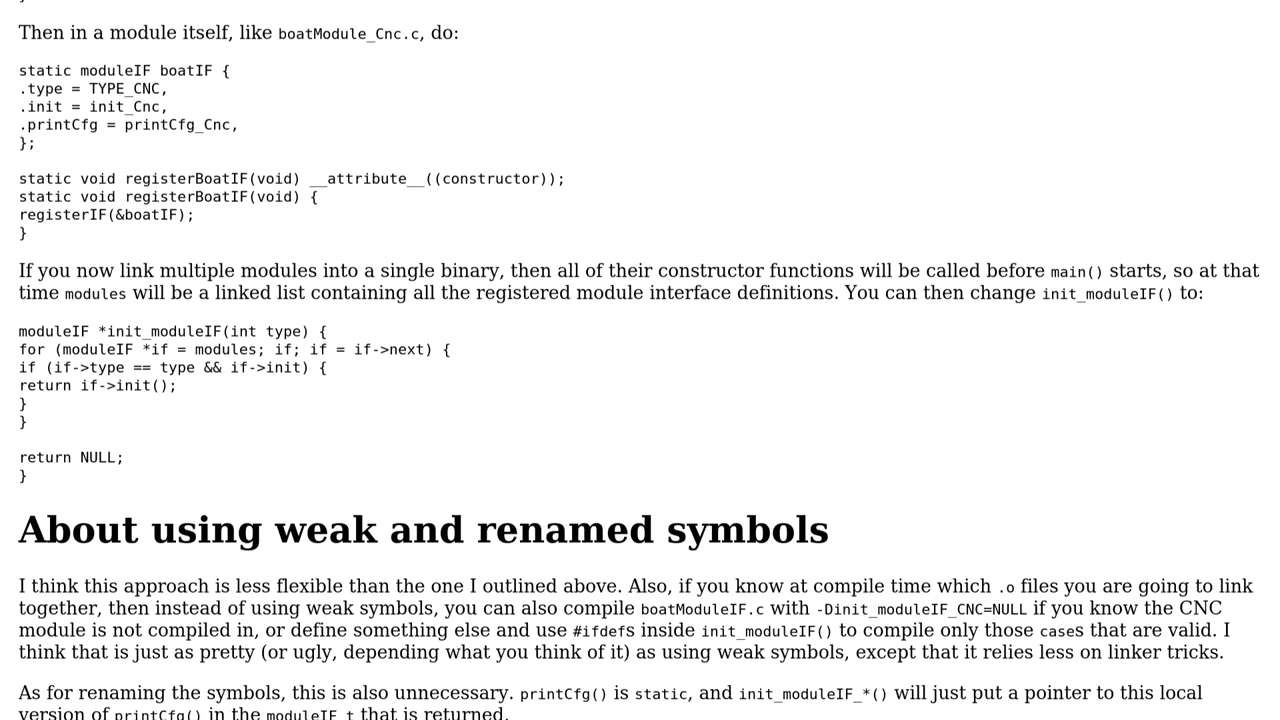 Then in a module itself, like boatModule_Cnc.c, do:
static moduleIF boatIF {
.type = TYPE_CNC,
.init = init_Cnc,
.printCfg = printCfg_Cnc,
};
static void registerBoatIF(void) __attribute__((constructor));
static void registerBoatIF(void) {
registerIF(&boatIF);
}
If you now link multiple modules into a single binary, then all of their constructor functions will be called before main() starts, so at that
time modules will be a linked list containing all the registered module interface definitions. You can then change init_moduleIF() to:
moduleIF *init_moduleIF(int type) {
for (moduleIF *if = modules; if; if = if->next) {
if (if->type == type && if->init) {
return if->init();
}
}
return NULL;
}
About using weak and renamed symbols
I think this approach is less flexible than the one I outlined above. Also, if you know at compile time which .o files you are going to link
together, then instead of using weak symbols, you can also compile boatModuleIF.c with -Dinit_moduleIF_CNC=NULL if you know the CNC
module is not compiled in, or define something else and use #ifdefs inside init_moduleIF() to compile only those cases that are valid. I
think that is just as pretty (or ugly, depending what you think of it) as using weak symbols, except that it relies less on linker tricks.
As for renaming the symbols, this is also unnecessary. printCfg() is static, and init_moduleIF_*() will just put a pointer to this local
version of printCfg() in the moduleIF_t that is returned.